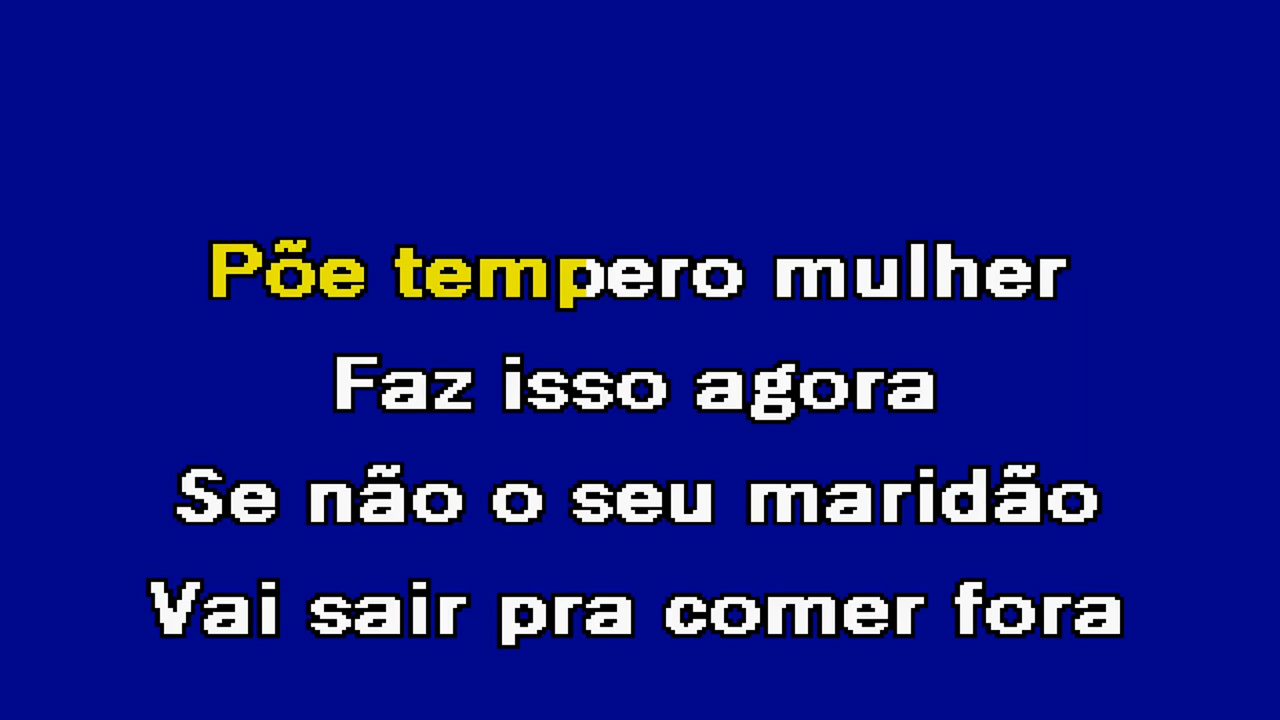 Põe tempero mulher
Faz isso agora
Se não o seu maridão
Vai sair pra comer fora